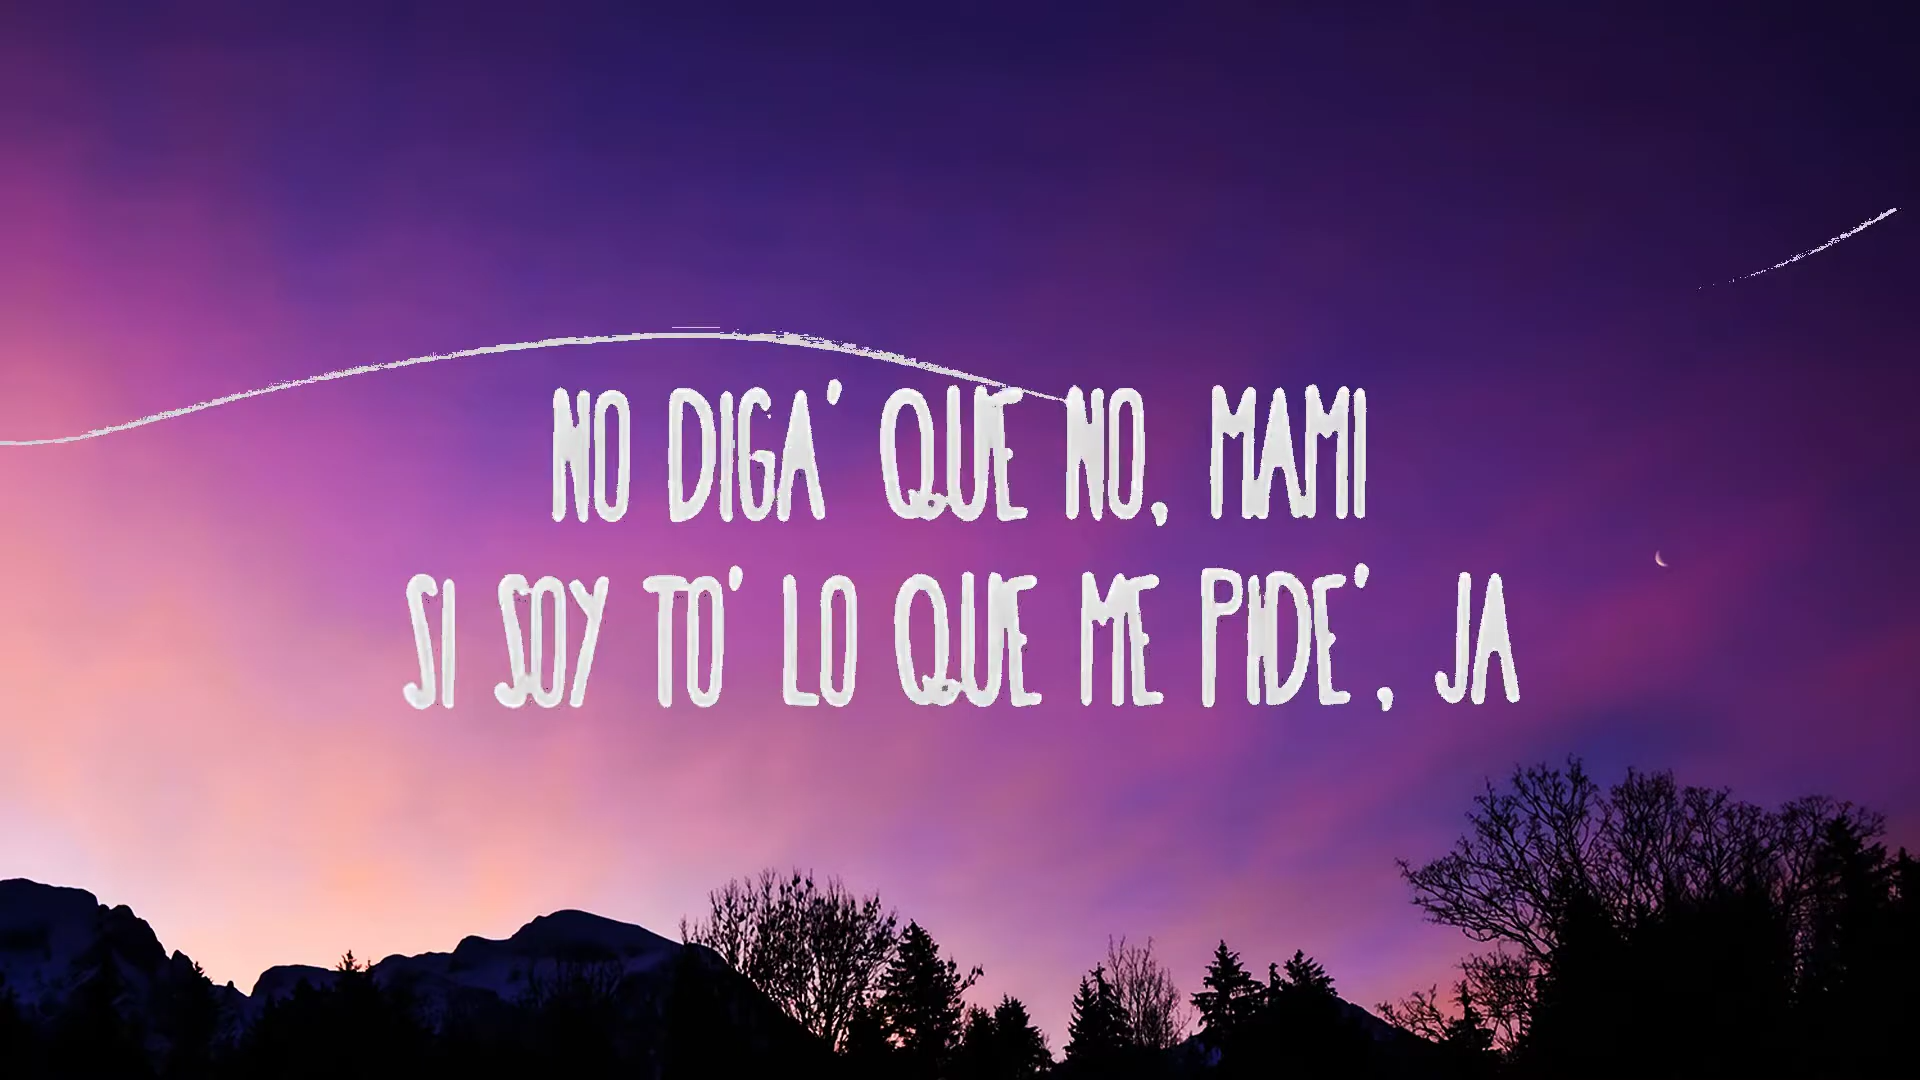 NO DIGA' QUE NO, MAMI
SI SOY TO' LO QUE ME PIDE', JA